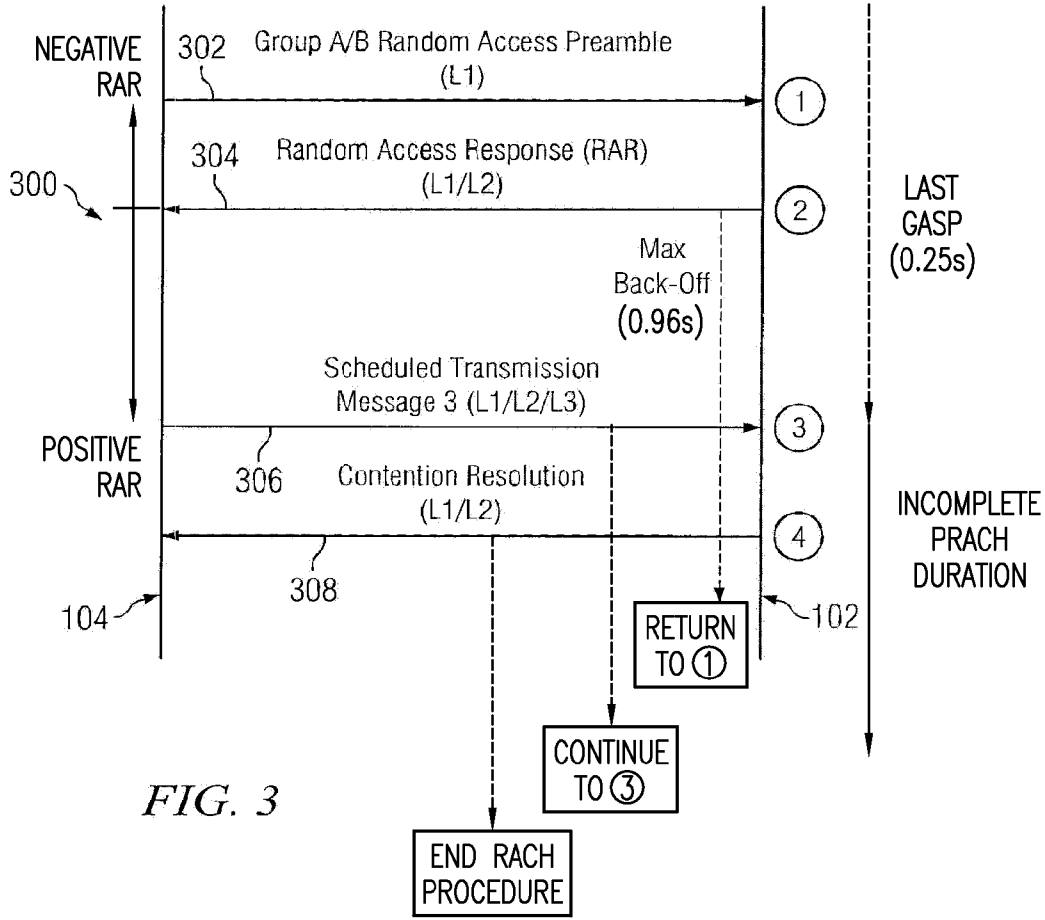 NEGATIVE
RAR
302
Group A/B Random Access Preamble
(L1)
1
300
304
Random Access Response (RAR)
(L1/L2)
2
LAST
GASP
(0.25s)
Max
Back-Off
(0.96s)
Scheduled Transmission
Message 3 (L1/L2/L3)
3
POSITIVE
RAR
306
Contention Resolution
(L1/L2)
4
INCOMPLETE
PRACH
DURATION
308
104
102
RETURN
TO 1
CONTINUE
TO 3
FIG. 3
END RACH
PROCEDURE